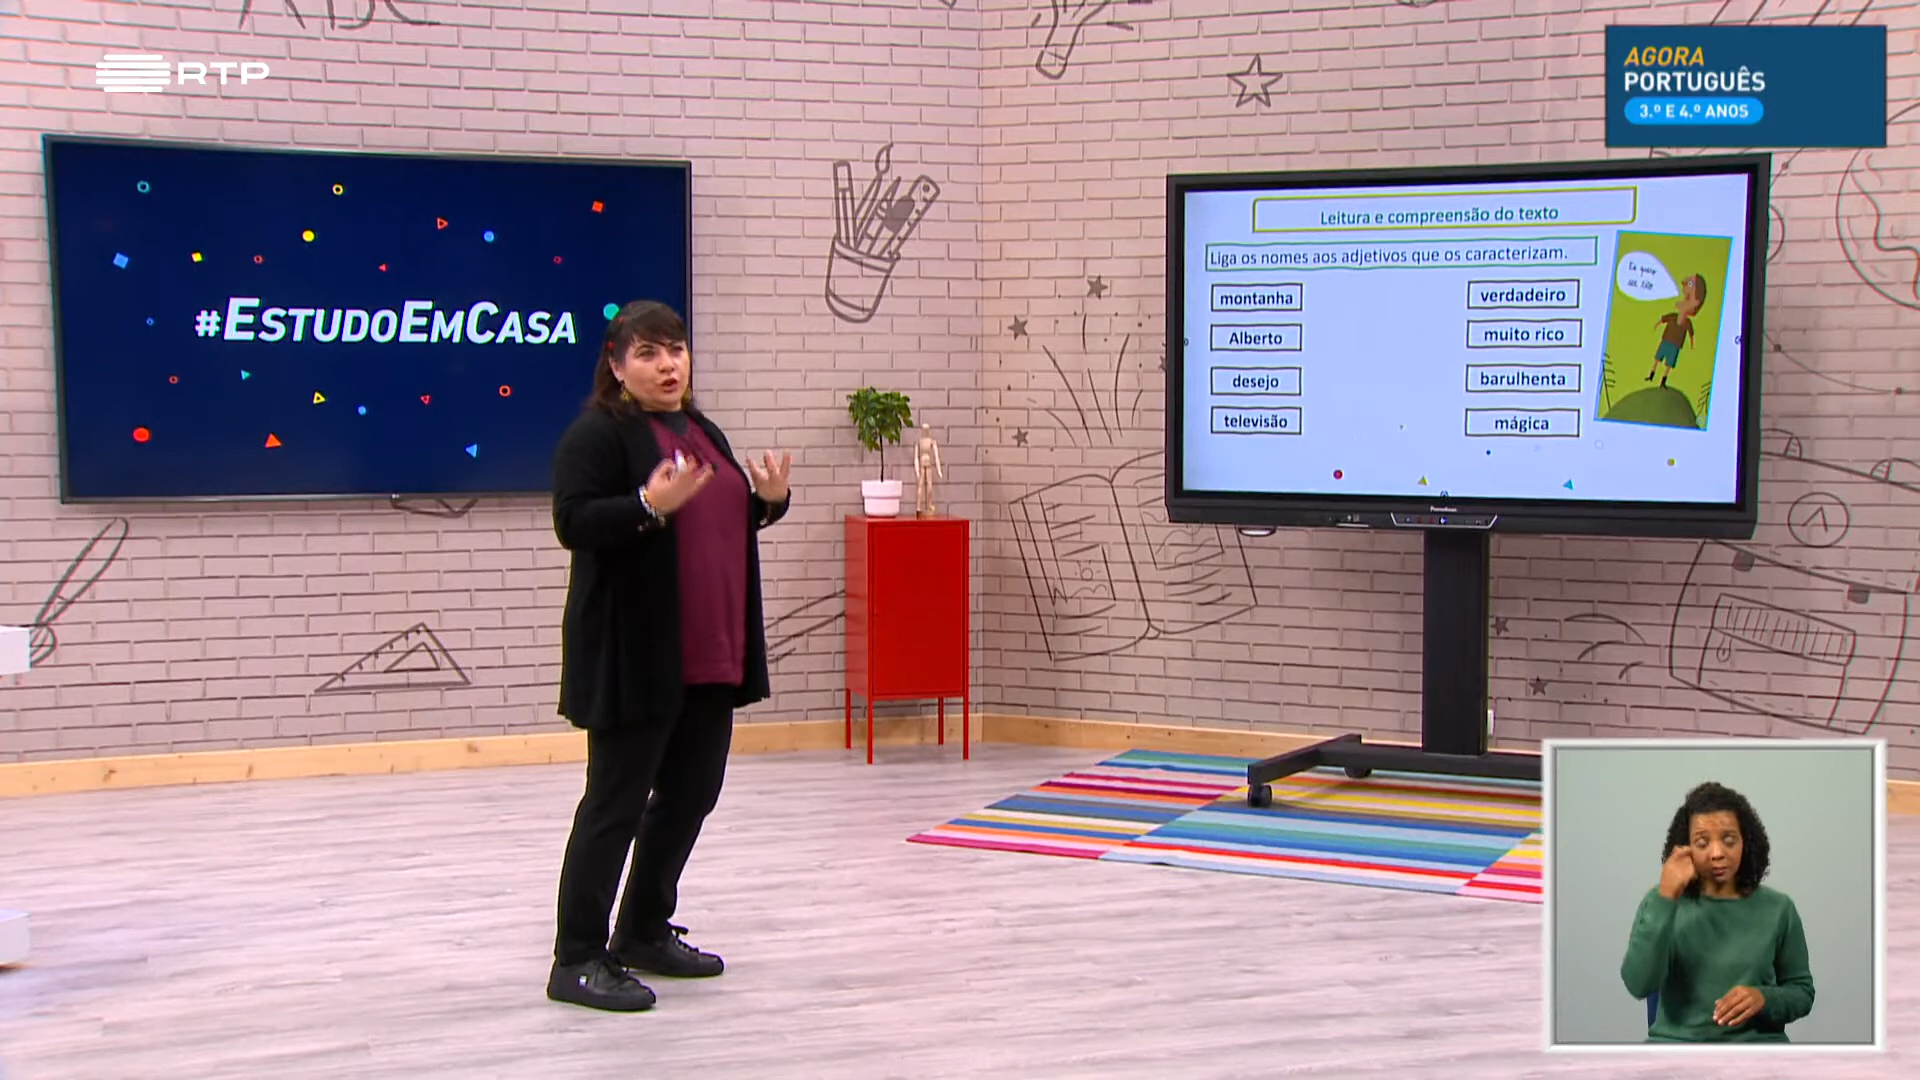 RTP
AGORA
PORTUGUÊS
3.º E 4.º ANOS
#ESTUDOEMCASA
Leitura e compreensão do texto
Liga os nomes aos adjetivos que os caracterizam.
montanha
verdadeiro
Alberto
muito rico
desejo
barulhenta
televisão
mágica